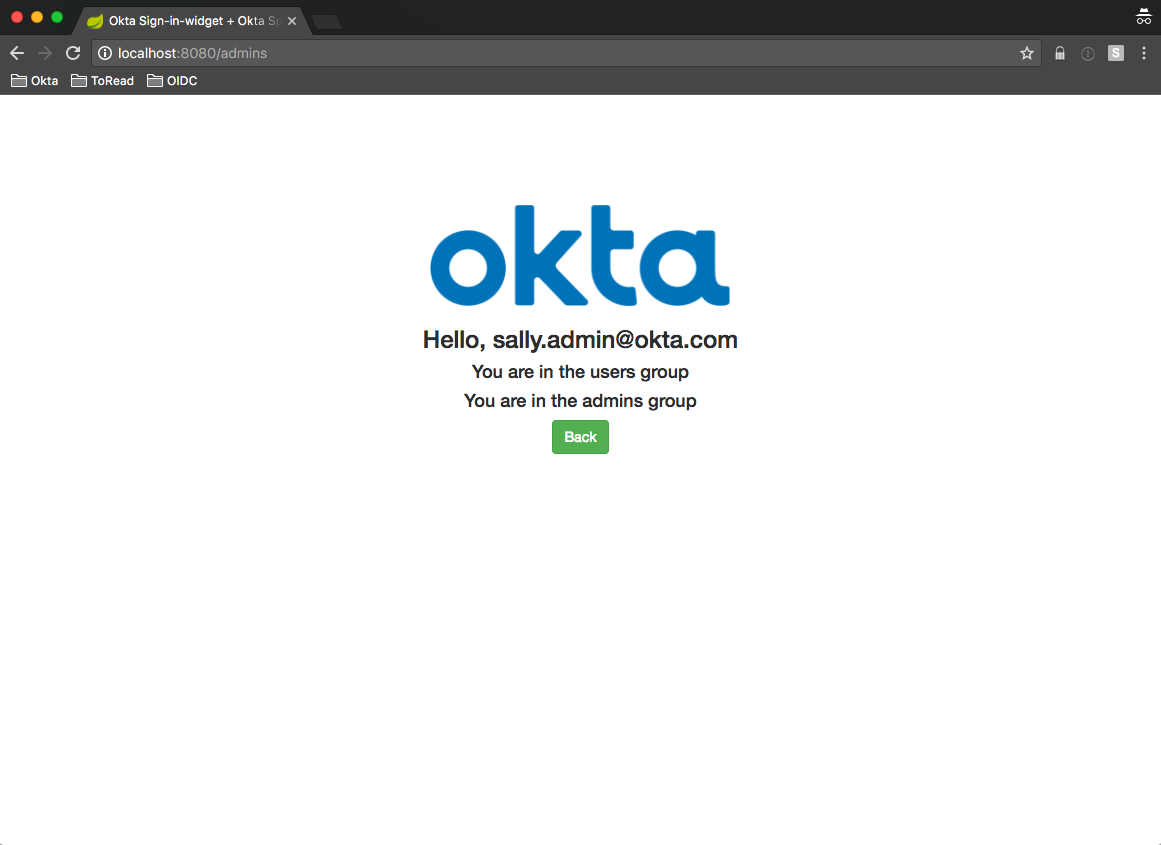 Okta Sign-in-widget + Okta Sp
localhost:8080/admins
S
Okta
ToRead
OIDC
okta
Hello, sally.admin@okta.com
You are in the users group
You are in the admins group
Back